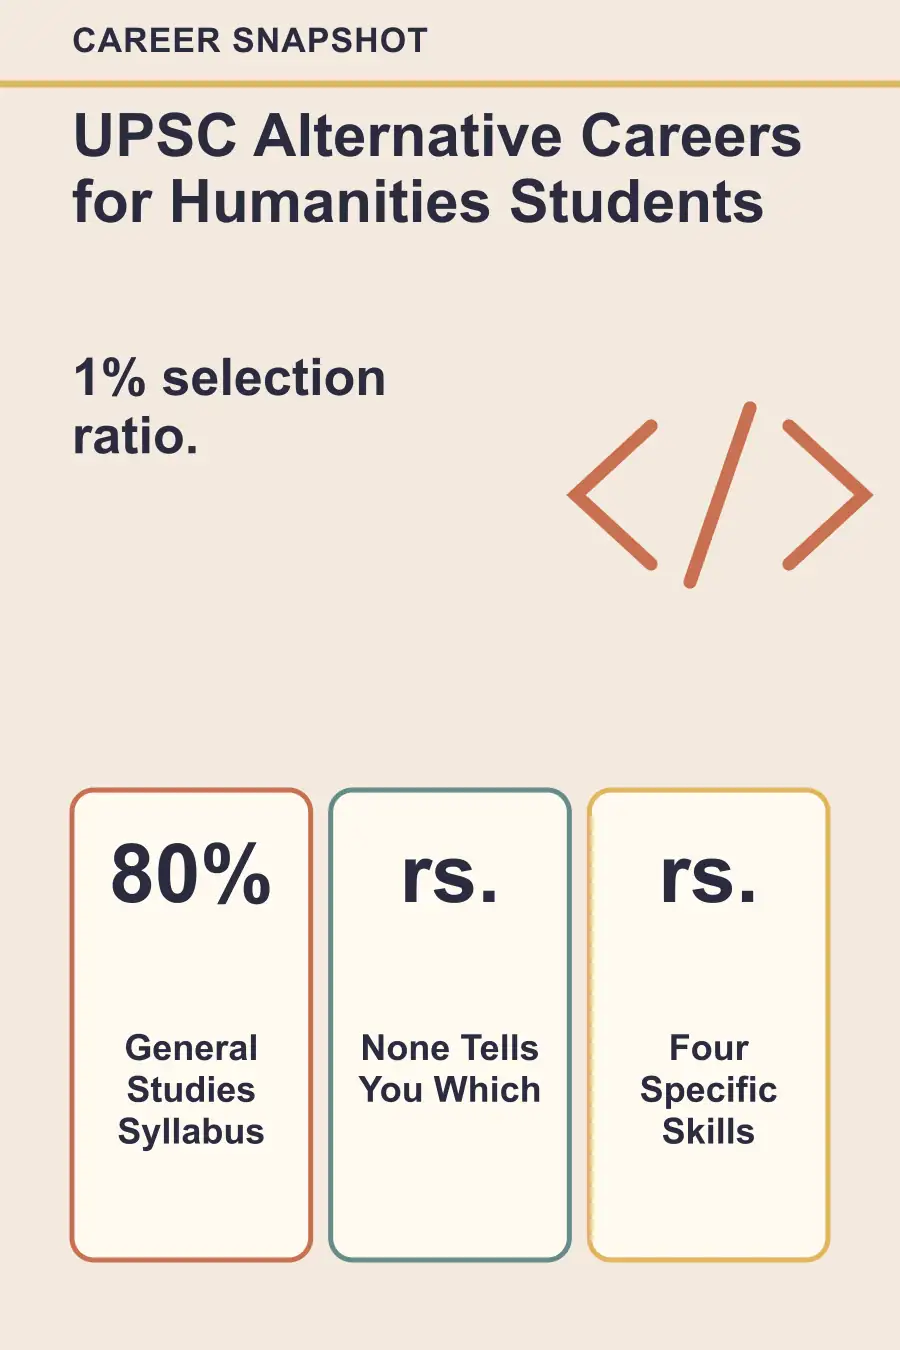 CAREER SNAPSHOT
UPSC Alternative Careers
for Humanities Students
1% selection
ratio.
80%
General
Studies
Syllabus
rs.
None Tells
You Which
rs.
Four
Specific
Skills